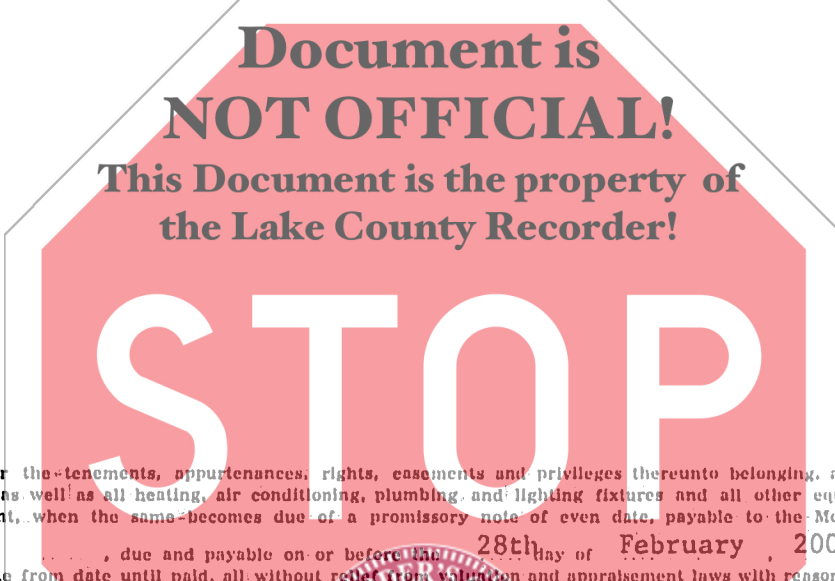 Document is
NOT OFFICIAL!
This Document is the property of
the Lake County Recorder!
STOP
the tenements, appurtenances, rights, easements and privileges thereunto belonging,
as well as all heating, air conditioning, plumbing and lighting fixtures and all other
when the same becomes due of a promissory note of even date, payable to the
, due and payable on or before the 28th day of February , 200
from date until paid, all without relief from valuation and appraisement laws with